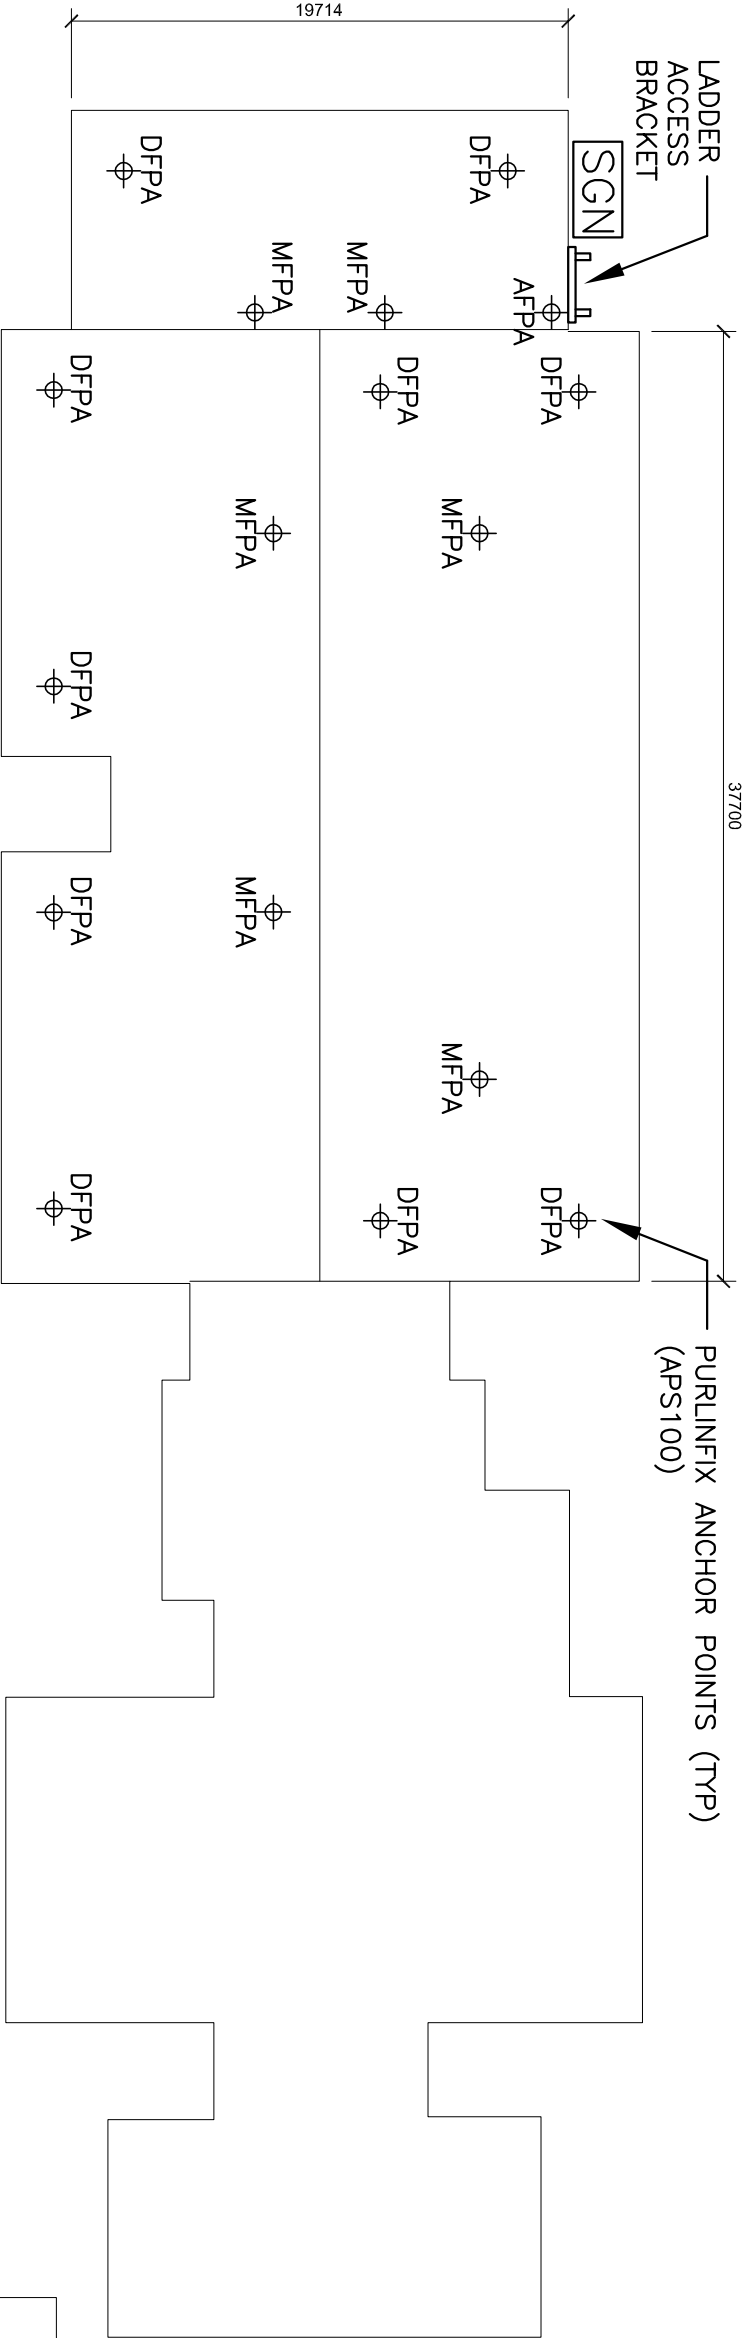 19714
LADDER
ACCESS
BRACKET
SGN
DFPA
DFPA
MFPA
MFPA
AFPA
37700
DFPA
DFPA
DFPA
MFPA
MFPA
DFPA
DFPA
MFPA
MFPA
DFPA
DFPA
DFPA
PURLINFIX ANCHOR POINTS (TYP)
(APS100)